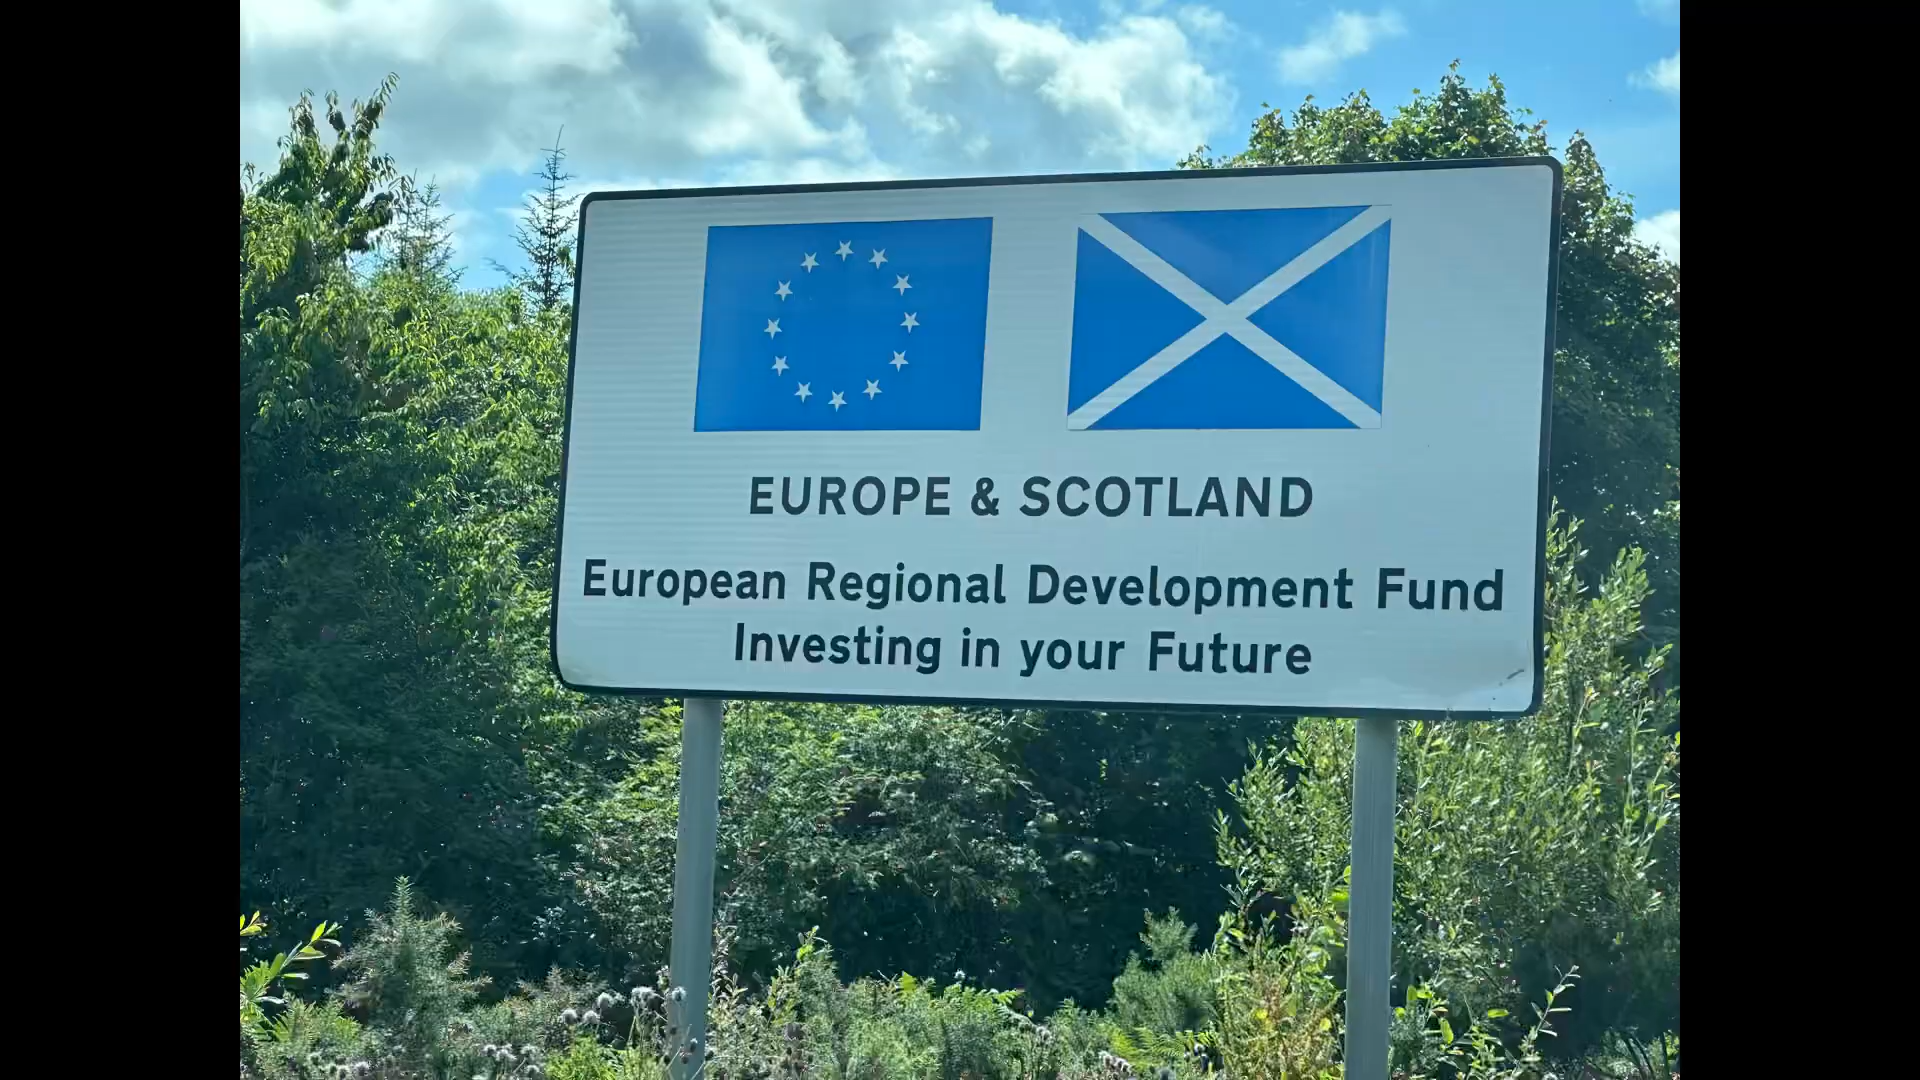 EUROPE & SCOTLAND
European Regional Development Fund
Investing in your Future